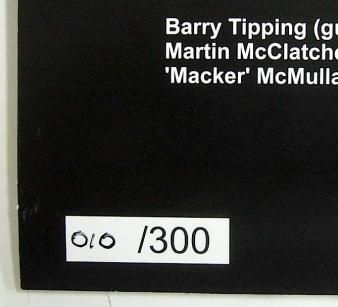 Barry Tipping (gu
Martin McClatche
'Macker' McMulla
010 /300